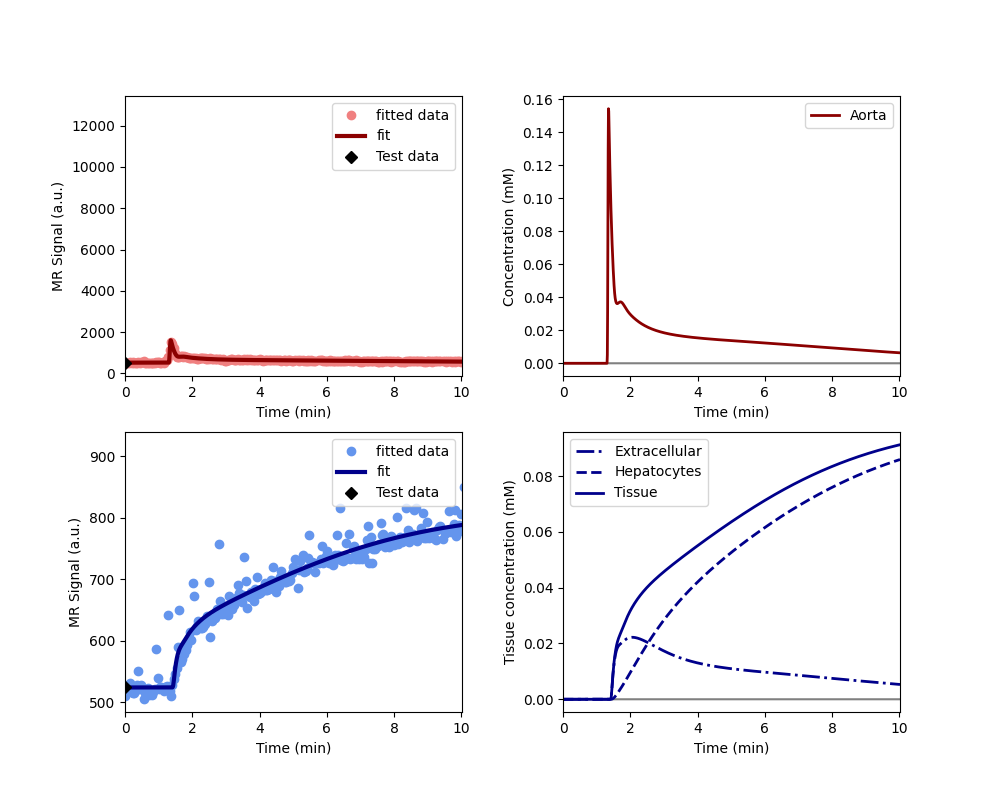 MR Signal (a.u.)
12000
10000
8000
6000
4000
2000
0
fitted data
fit
Test data
0 2 4 6 8 10
Time (min)
Concentration (mM)
0.16
0.14
0.12
0.10
0.08
0.06
0.04
0.02
0.00
Aorta
0 2 4 6 8 10
Time (min)
MR Signal (a.u.)
900
800
700
600
500
fitted data
fit
Test data
0 2 4 6 8 10
Time (min)
Tissue concentration (mM)
0.08
0.06
0.04
0.02
0.00
Extracellular
Hepatocytes
Tissue
0 2 4 6 8 10
Time (min)